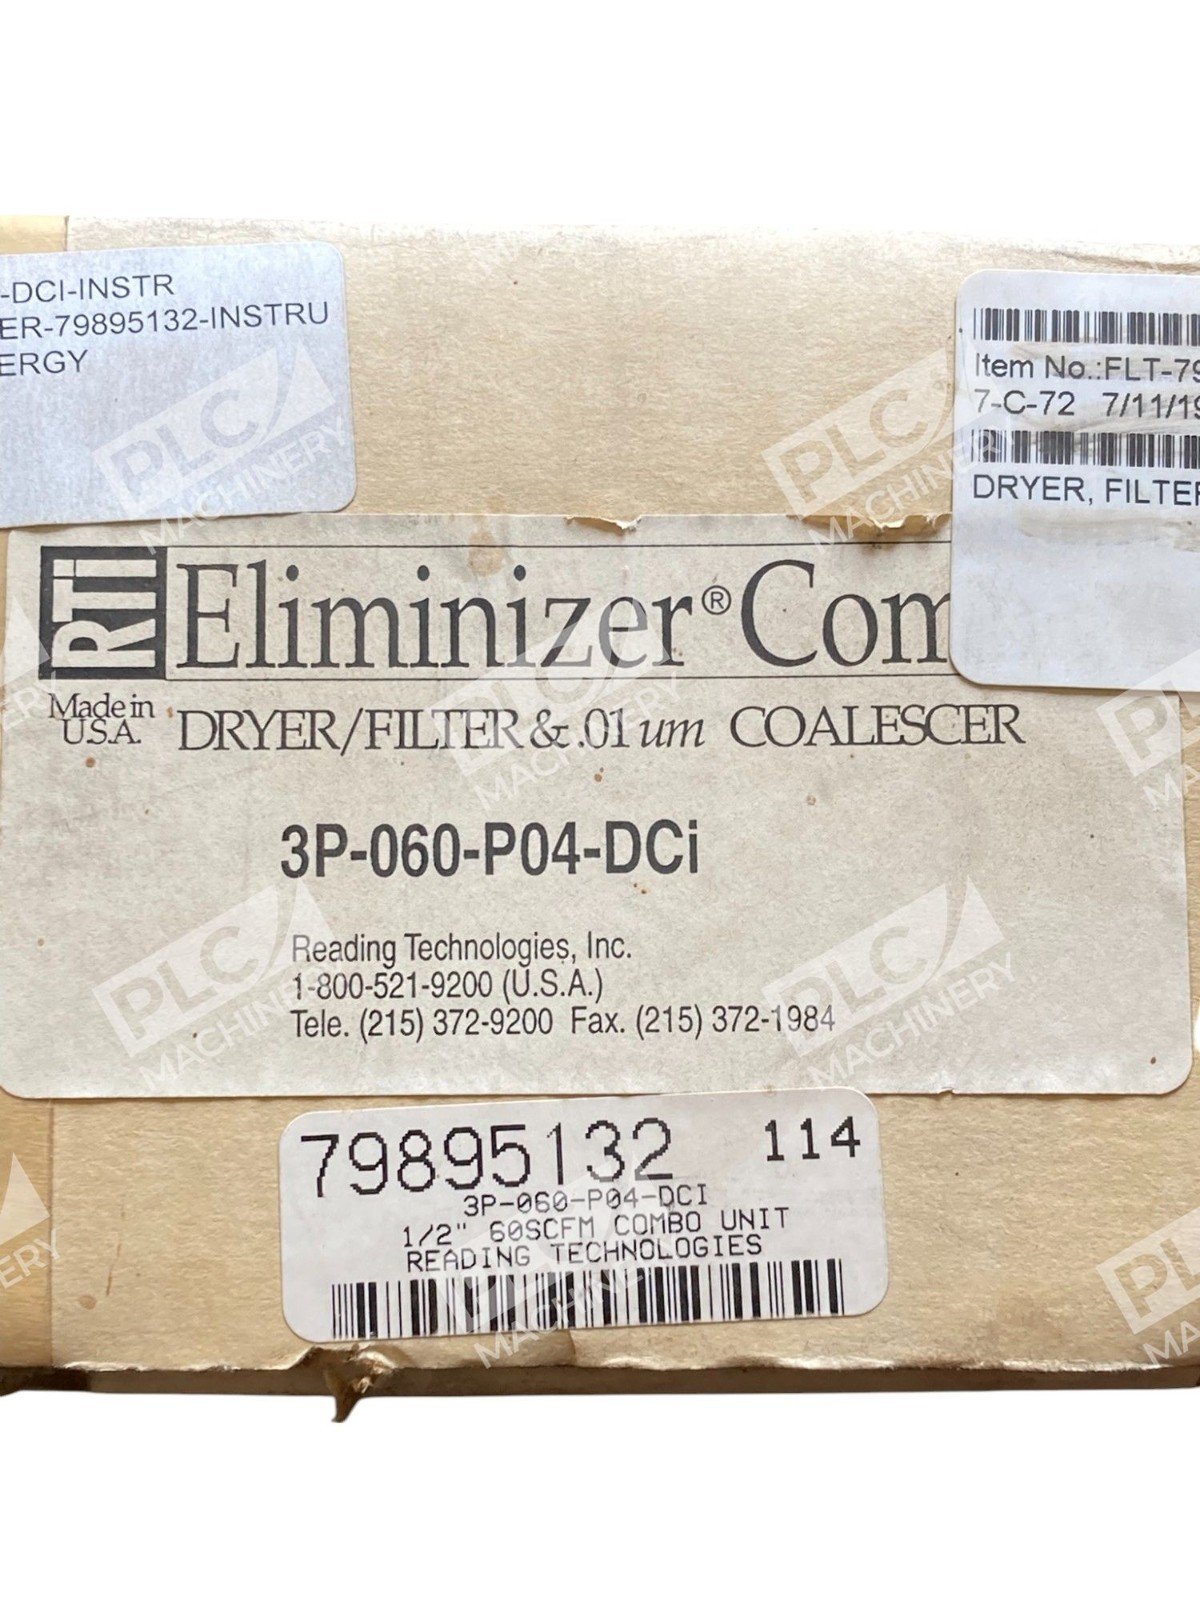 -DCI-INSTR
ER-79895132-INSTRU
ERGY
Item No.:FLT-79
7-C-72 7/11/19
DRYER, FILTER
RTi
Eliminizer® Com
Made in
U.S.A.
DRYER/FILTER & .01 um COALESCER
3P-060-P04-DCi
Reading Technologies, Inc.
1-800-521-9200 (U.S.A.)
Tele. (215) 372-9200 Fax. (215) 372-1984
79895132 114
3P-060-P04-DCI
1/2" 60SCFM COMBO UNIT
READING TECHNOLOGIES
PLC
MACHINERY